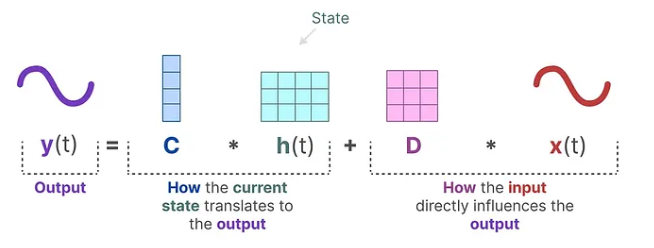 State
y(t) = C * h(t) + D * x(t)
Output
How the current
state translates to
the output
How the input
directly influences the
output